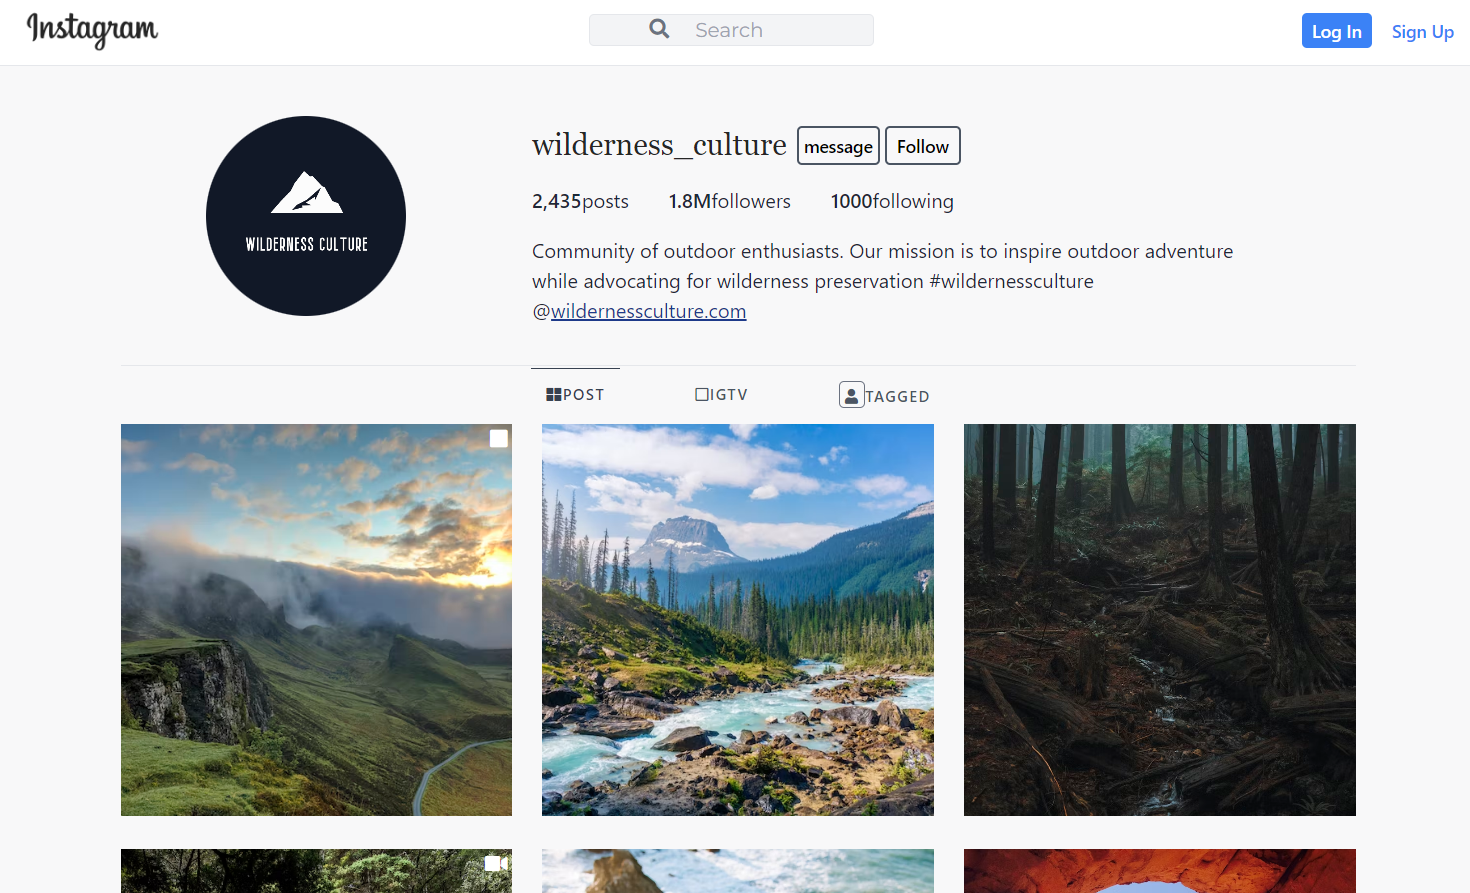 Instagram
Search
Log In
Sign Up
WILDERNESS CULTURE
wilderness_culture
message
Follow
2,435posts
1.8Mfollowers
1000following
Community of outdoor enthusiasts. Our mission is to inspire outdoor adventure
while advocating for wilderness preservation #wildernessculture
@wildernessculture.com
POST
IGTV
TAGGED